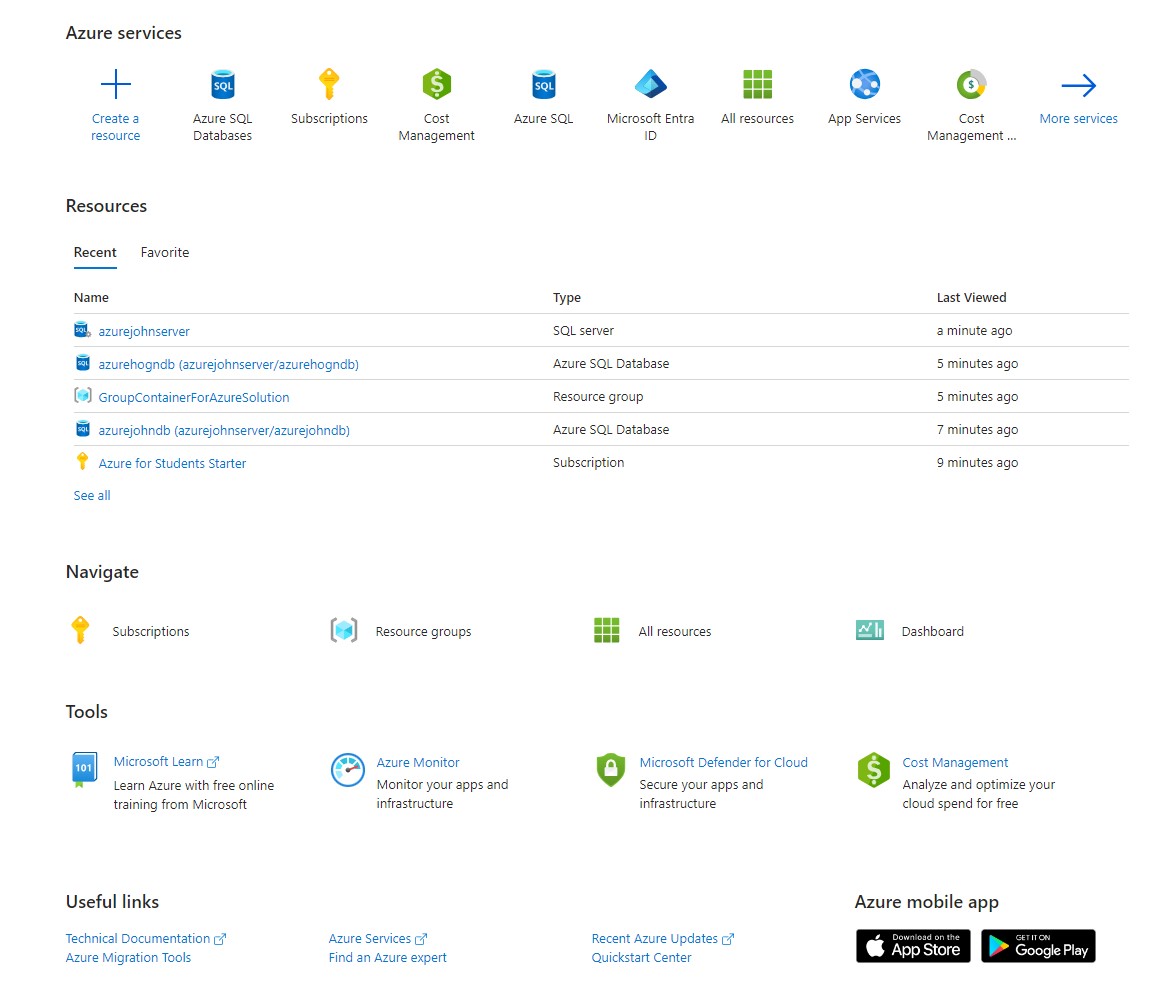 Azure services
Create a resource
Azure SQL Databases
Subscriptions
Cost Management
Azure SQL
Microsoft Entra ID
All resources
App Services
Cost Management ...
More services
Resources
Recent Favorite
Name Type Last Viewed
SQL azurejohnserver SQL server a minute ago
SQL azurehogndb (azurejohnserver/azurehogndb) Azure SQL Database 5 minutes ago
GroupContainerForAzureSolution Resource group 5 minutes ago
SQL azurejohndb (azurejohnserver/azurejohndb) Azure SQL Database 7 minutes ago
Azure for Students Starter Subscription 9 minutes ago
See all
Navigate
Subscriptions Resource groups All resources Dashboard
Tools
101
Microsoft Learn
Learn Azure with free online
training from Microsoft
Azure Monitor
Monitor your apps and
infrastructure
Microsoft Defender for Cloud
Secure your apps and
infrastructure
Cost Management
Analyze and optimize your
cloud spend for free
Useful links
Technical Documentation
Azure Migration Tools
Azure Services
Find an Azure expert
Recent Azure Updates
Quickstart Center
Azure mobile app
Download on the
App Store
GET IT ON
Google Play